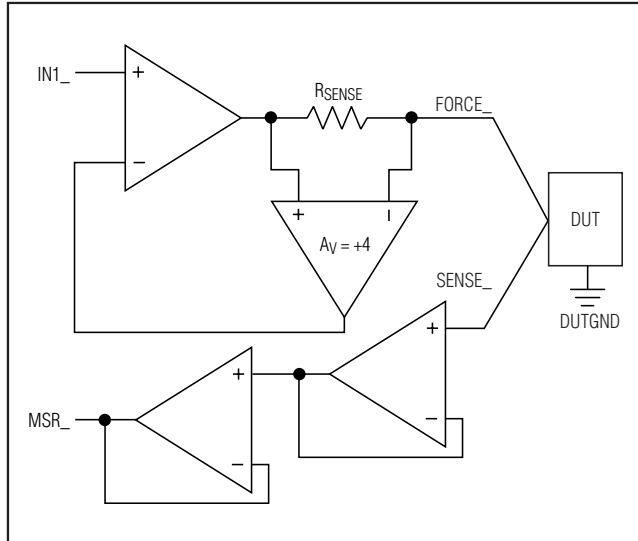 IN1_
+
−
RSENSE
FORCE_
+
−
AV = +4
DUT
DUTGND
SENSE_
+
−
+
−
MSR_